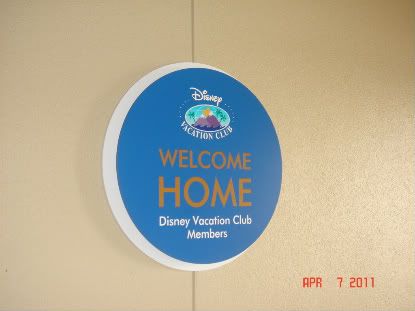 Disney
VACATION CLUB
WELCOME
HOME
Disney Vacation Club
Members
APR 7 2011